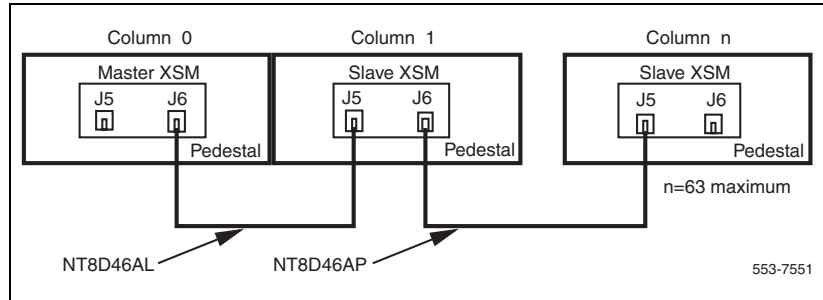 Column 0 Column 1 Column n
Master XSM Slave XSM Slave XSM
J5 J6 J5 J6 J5 J6
Pedestal Pedestal Pedestal
n=63 maximum
NT8D46AL NT8D46AP
553-7551